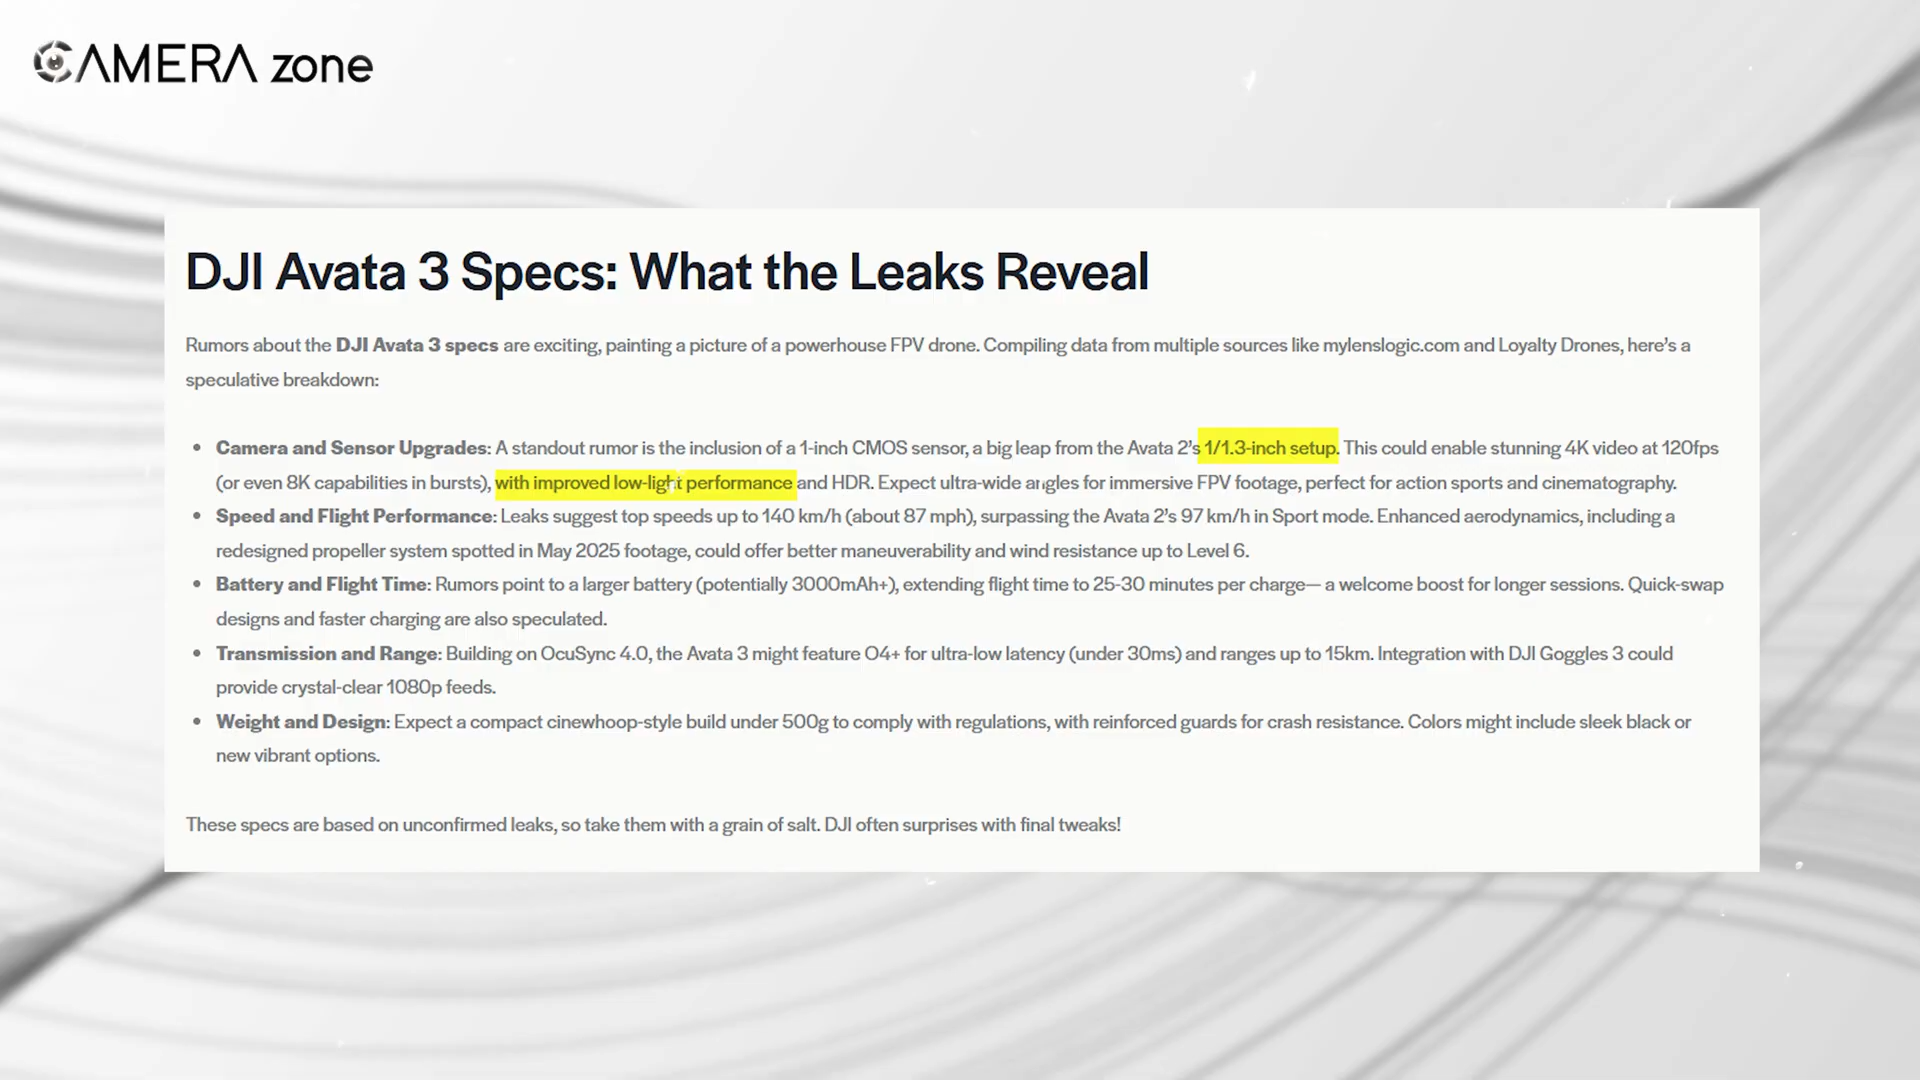 CAMERA zone
DJI Avata 3 Specs: What the Leaks Reveal
Rumors about the DJI Avata 3 specs are exciting, painting a picture of a powerhouse FPV drone. Compiling data from multiple sources like mylenslogic.com and Loyalty Drones, here's a
speculative breakdown:
• Camera and Sensor Upgrades: A standout rumor is the inclusion of a 1-inch CMOS sensor, a big leap from the Avata 2's 1/1.3-inch setup. This could enable stunning 4K video at 120fps
(or even 8K capabilities in bursts), with improved low-light performance and HDR. Expect ultra-wide angles for immersive FPV footage, perfect for action sports and cinematography.
• Speed and Flight Performance: Leaks suggest top speeds up to 140 km/h (about 87 mph), surpassing the Avata 2's 97 km/h in Sport mode. Enhanced aerodynamics, including a
redesigned propeller system spotted in May 2025 footage, could offer better maneuverability and wind resistance up to Level 6.
• Battery and Flight Time: Rumors point to a larger battery (potentially 3000mAh+), extending flight time to 25-30 minutes per charge— a welcome boost for longer sessions. Quick-swap
designs and faster charging are also speculated.
• Transmission and Range: Building on OcuSync 4.0, the Avata 3 might feature O4+ for ultra-low latency (under 30ms) and ranges up to 15km. Integration with DJI Goggles 3 could
provide crystal-clear 1080p feeds.
• Weight and Design: Expect a compact cinewhoop-style build under 500g to comply with regulations, with reinforced guards for crash resistance. Colors might include sleek black or
new vibrant options.
These specs are based on unconfirmed leaks, so take them with a grain of salt. DJI often surprises with final tweaks!